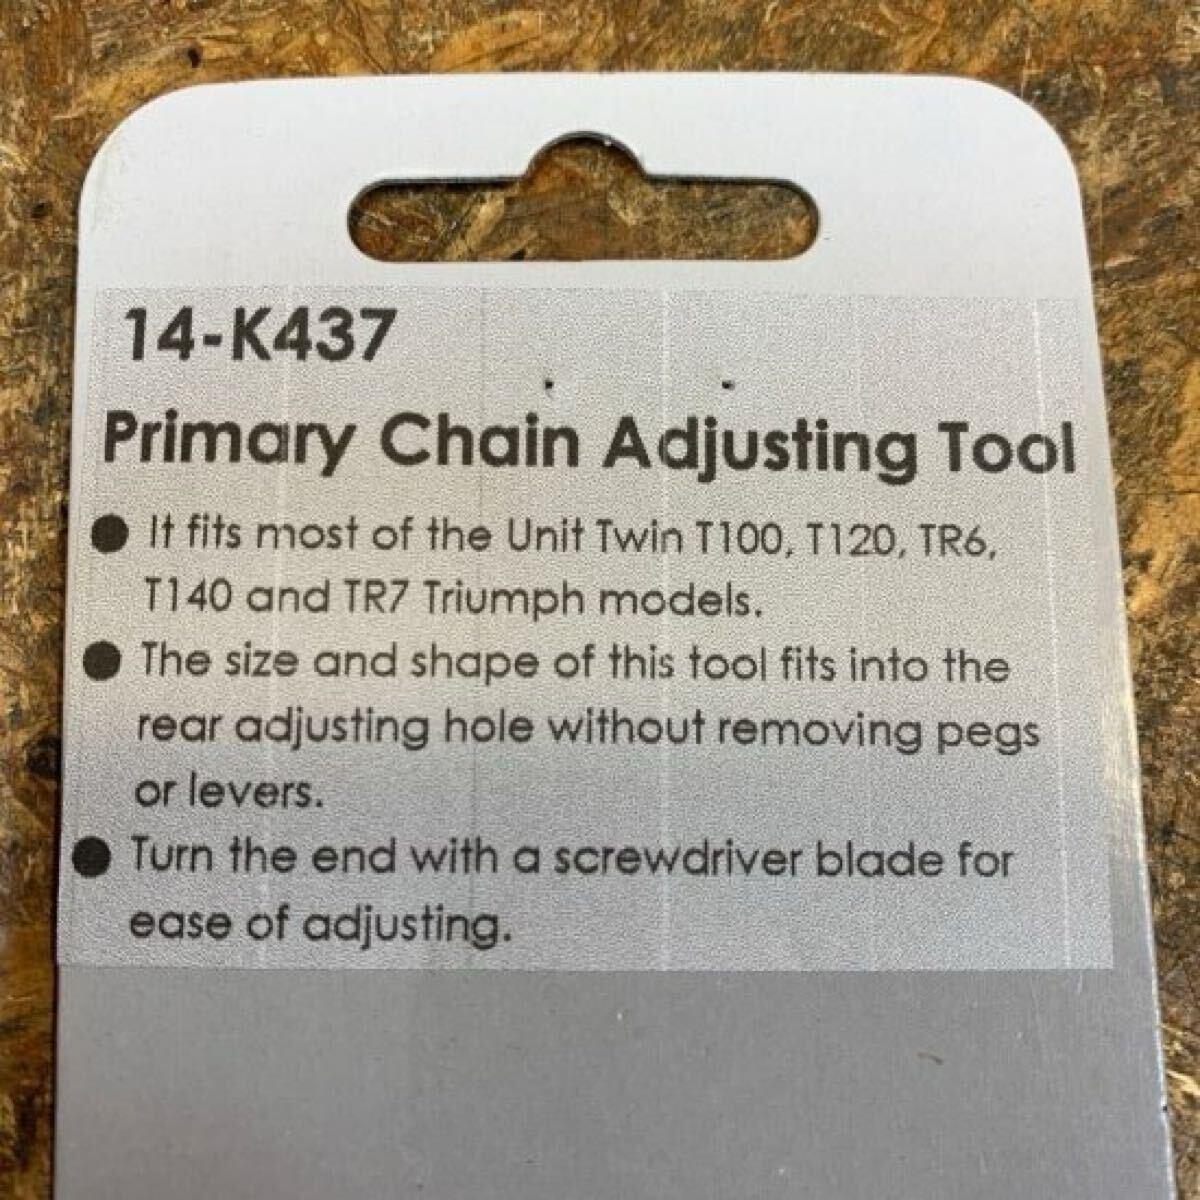 14-K437
Primary Chain Adjusting Tool
● It fits most of the Unit Twin T100, T120, TR6,
T140 and TR7 Triumph models.
● The size and shape of this tool fits into the
rear adjusting hole without removing pegs
or levers.
● Turn the end with a screwdriver blade for
ease of adjusting.